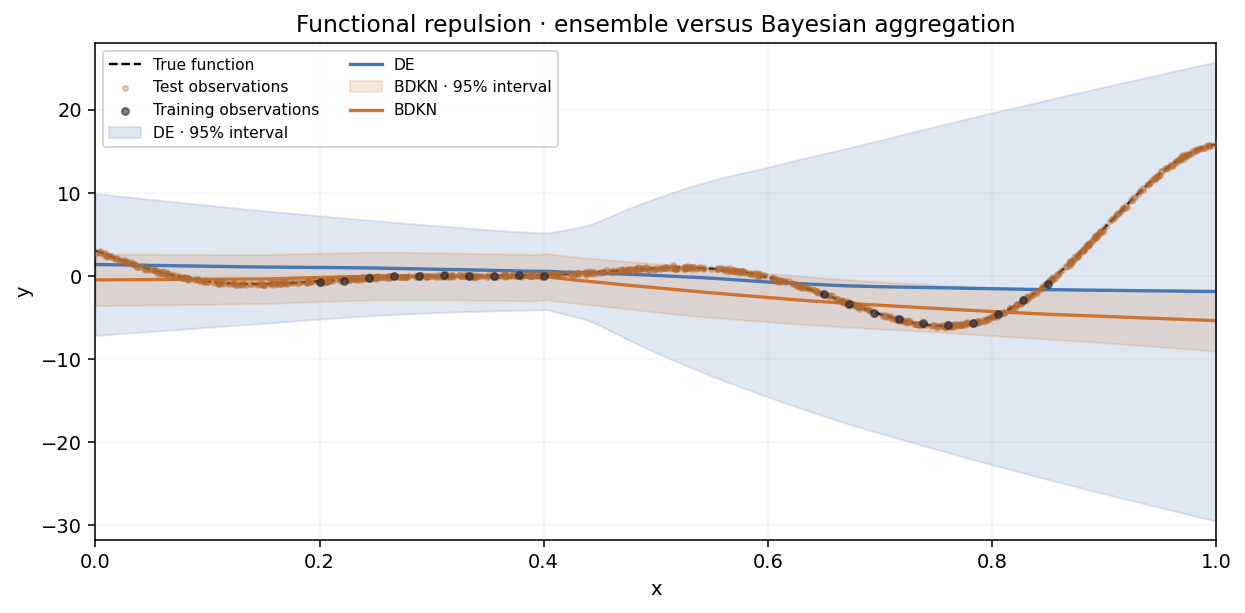 Functional repulsion · ensemble versus Bayesian aggregation
True function
Test observations
Training observations
DE · 95% interval
DE
BDKN · 95% interval
BDKN
y
20
10
0
−10
−20
−30
0.0
0.2
0.4
0.6
0.8
1.0
x